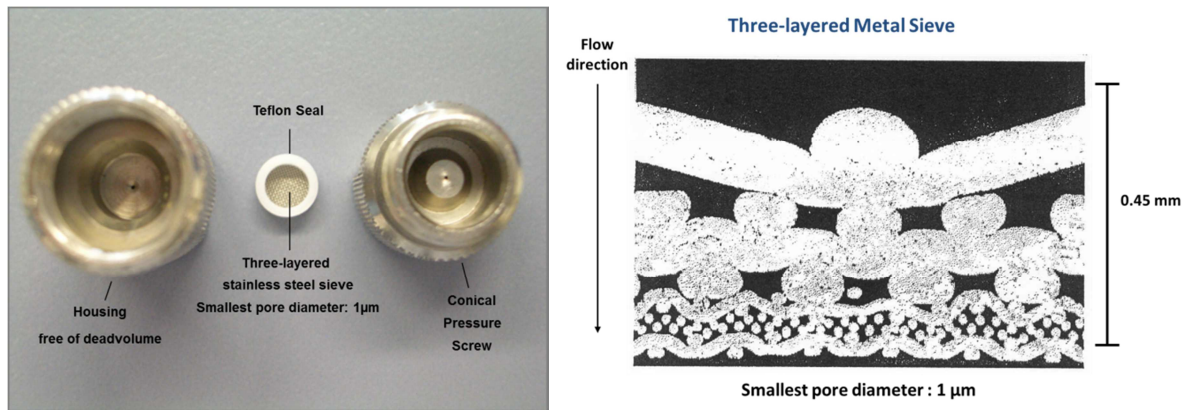 Teflon Seal
Three-layered
stainless steel sieve
Smallest pore diameter: 1µm
Housing
free of deadvolume
Conical
Pressure
Screw
Three-layered Metal Sieve
Flow
direction
0.45 mm
Smallest pore diameter : 1 µm